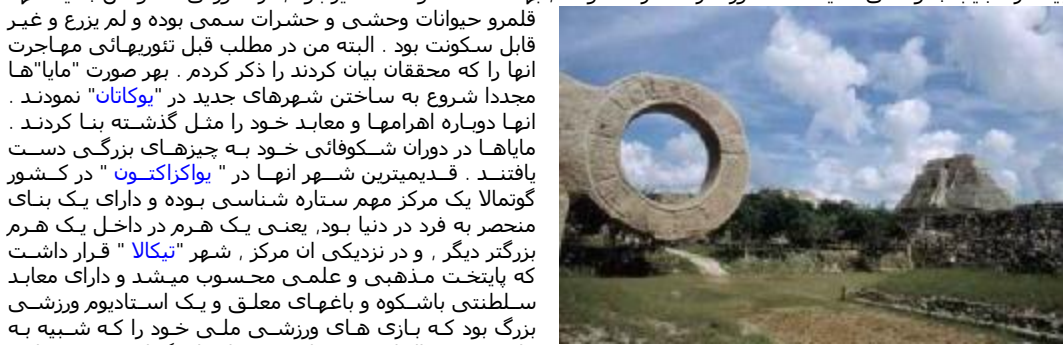 قلمرو حیوانات وحشی و حشرات سمی بوده و لم یزرع و غیر
قابل سکونت بود . البته من در مطلب قبل تئوریهائی مهاجرت
انها را که محققان بیان کردند را ذکر کردم . بهر صورت "مایا"ها
مجددا شروع به ساختن شهرهای جدید در "یوکاتان" نمودند .
انها دوباره اهرامها و معابد خود را مثل گذشته بنا کردند .
مایاها در دوران شکوفائی خود به چیزهای بزرگی دست
یافتند . قدیمیترین شهر انها در " یواکزاکتون " در کشور
گوتمالا یک مرکز مهم ستاره شناسی بوده و دارای یک بنای
منحصر به فرد در دنیا بود, یعنی یک هرم در داخل یک هرم
بزرگتر دیگر , و در نزدیکی ان مرکز , شهر "تیکالا " قرار داشت
که پایتخت مذهبی و علمی محسوب میشد و دارای معابد
سلطنتی باشکوه و باغهای معلق و یک استادیوم ورزشی
بزرگ بود که بازی های ورزشی ملی خود را که شبیه به